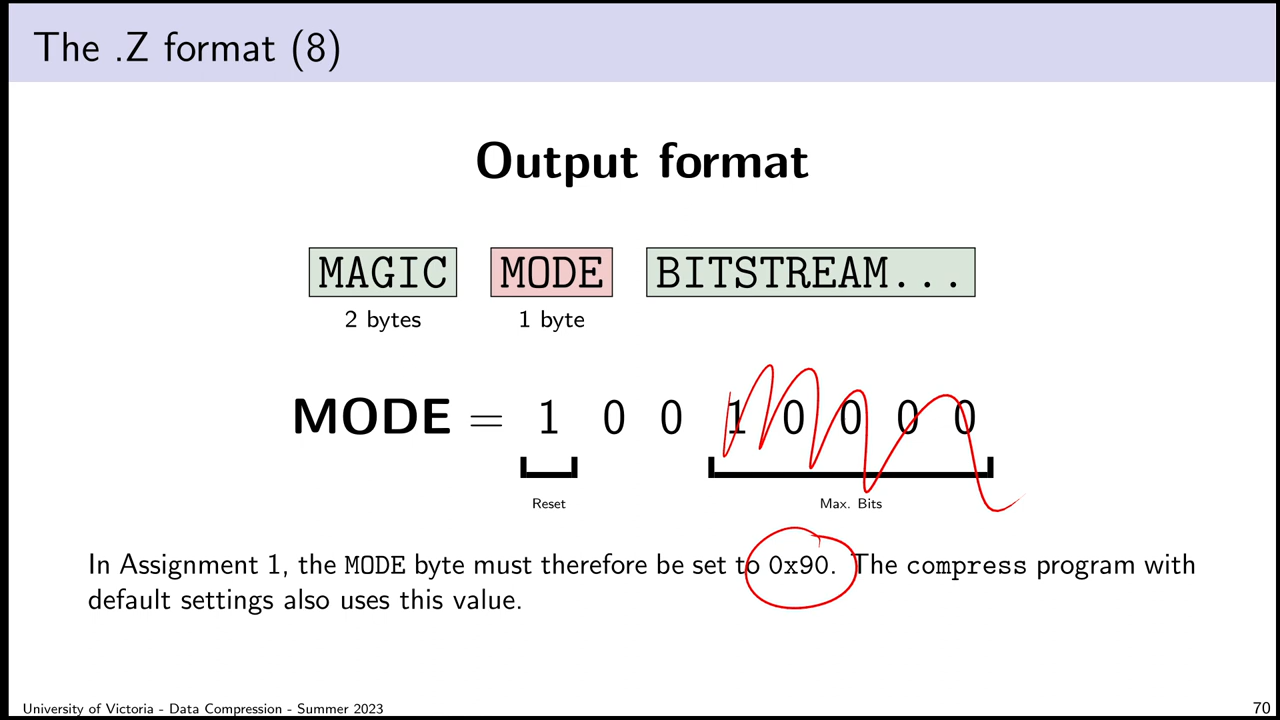 The .Z format (8)
Output format
MAGIC MODE BITSTREAM...
2 bytes 1 byte
MODE = 1 0 0 1 0 0 0 0
Reset Max. Bits
In Assignment 1, the MODE byte must therefore be set to 0x90. The compress program with
default settings also uses this value.
University of Victoria - Data Compression - Summer 2023 70